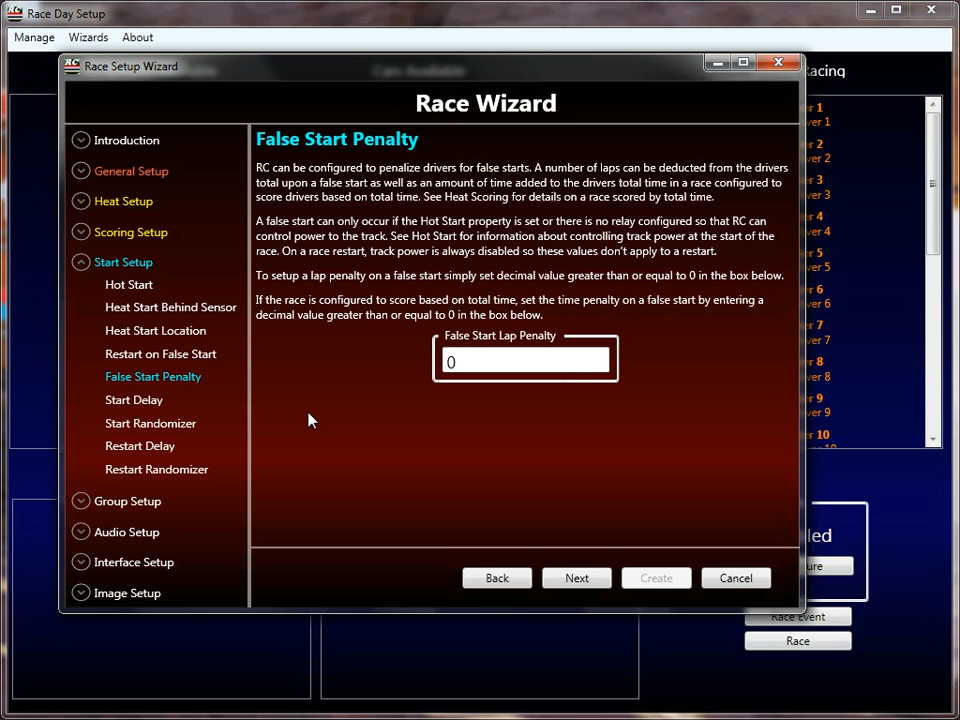 Race Day Setup
Manage Wizards About
Race Setup Wizard
Cars Available
Racing
Race Wizard
Introduction
General Setup
Heat Setup
Scoring Setup
Start Setup
Hot Start
Heat Start Behind Sensor
Heat Start Location
Restart on False Start
False Start Penalty
Start Delay
Start Randomizer
Restart Delay
Restart Randomizer
Group Setup
Audio Setup
Interface Setup
Image Setup
False Start Penalty
RC can be configured to penalize drivers for false starts. A number of laps can be deducted from the drivers
total upon a false start as well as an amount of time added to the drivers total time in a race configured to
score drivers based on total time. See Heat Scoring for details on a race scored by total time.
A false start can only occur if the Hot Start property is set or there is no relay configured so that RC can
control power to the track. See Hot Start for information about controlling track power at the start of the
race. On a race restart, track power is always disabled so these values don't apply to a restart.
To setup a lap penalty on a false start simply set decimal value greater than or equal to 0 in the box below.
If the race is configured to score based on total time, set the time penalty on a false start by entering a
decimal value greater than or equal to 0 in the box below.
False Start Lap Penalty
0
Back Next Create Cancel
er 1
ver 1
er 2
ver 2
er 3
ver 3
er 4
ver 4
er 5
ver 5
er 6
ver 6
er 7
ver 7
er 8
ver 8
er 9
ver 9
er 10
led
ure
Race Event
Race